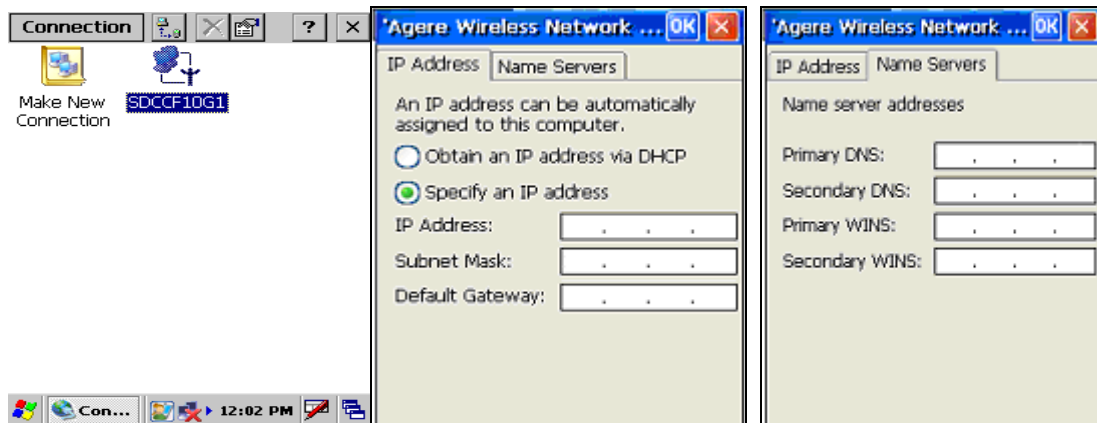 Connection ? ×
Make New
Connection
SDCCF10G1
Con... 12:02 PM
'Agere Wireless Network ... OK ×
IP Address Name Servers
An IP address can be automatically
assigned to this computer.
Obtain an IP address via DHCP
Specify an IP address
IP Address: . . .
Subnet Mask: . . .
Default Gateway: . . .
'Agere Wireless Network ... OK ×
IP Address Name Servers
Name server addresses
Primary DNS: . . .
Secondary DNS: . . .
Primary WINS: . . .
Secondary WINS: . . .